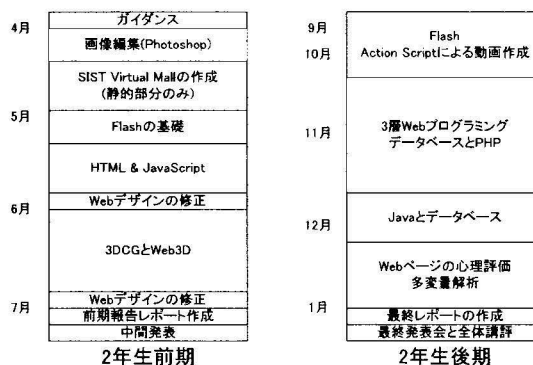 4月
ガイダンス
画像編集(Photoshop)
SIST Virtual Mallの作成
(静的部分のみ)
5月
Flashの基礎
HTML & JavaScript
Webデザインの修正
6月
3DCGとWeb3D
Webデザインの修正
7月
前期報告レポート作成
中間発表
2年生前期
9月
10月
Flash
Action Scriptによる動画作成
11月
3層Webプログラミング
データベースとPHP
12月
Javaとデータベース
Webページの心理評価
多変量解析
1月
最終レポートの作成
最終発表会と全体講評
2年生後期